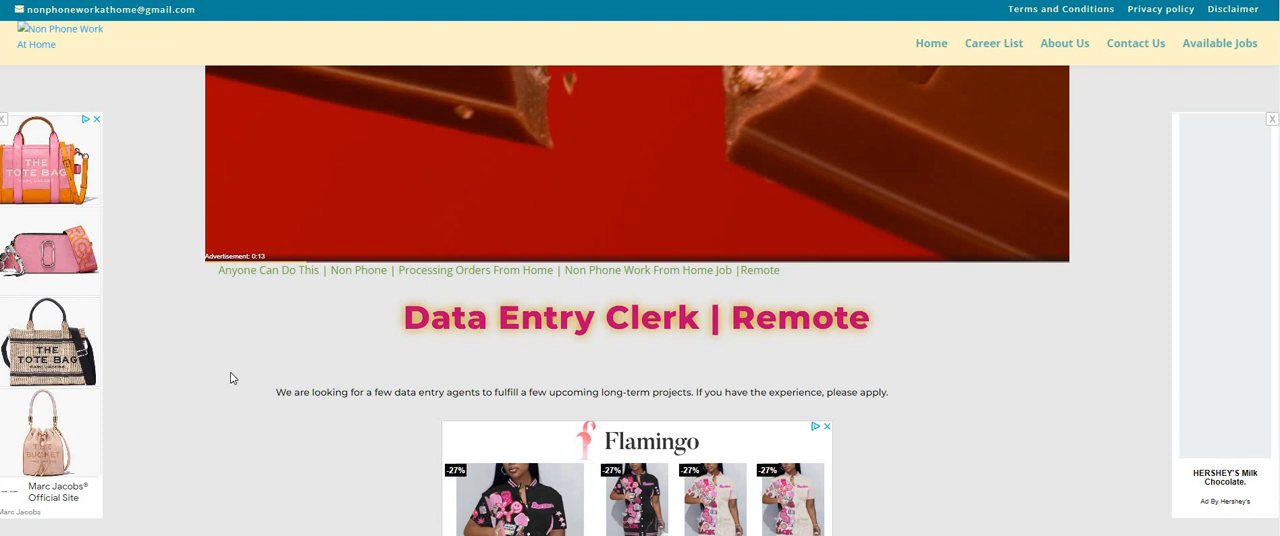 nonphoneworkathome@gmail.com
Terms and Conditions Privacy policy Disclaimer
Non Phone Work
At Home
Home Career List About Us Contact Us Available Jobs
X
THE
TOTE BAG
MARC JACOBS
THE
TOTE BAG
THE
BUCKET
Marc Jacobs®
Official Site
Marc Jacobs
Advertisement: 0:13
Anyone Can Do This | Non Phone | Processing Orders From Home | Non Phone Work From Home Job |Remote
Data Entry Clerk | Remote
We are looking for a few data entry agents to fulfill a few upcoming long-term projects. If you have the experience, please apply.
Flamingo
-27% -27% -27% -27%
X
HERSHEY'S Milk
Chocolate.
Ad By Hershey's